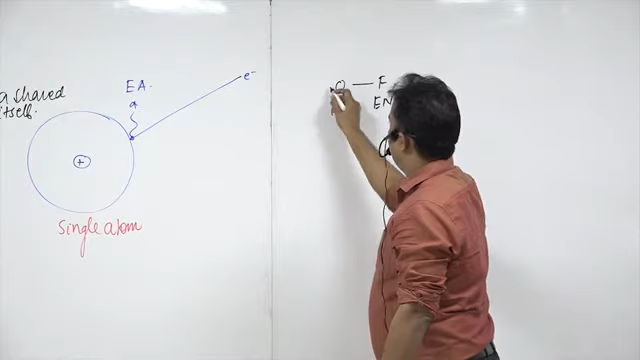 a shared
itself.
EA.
e⁻
+
single atom
O — F
EN